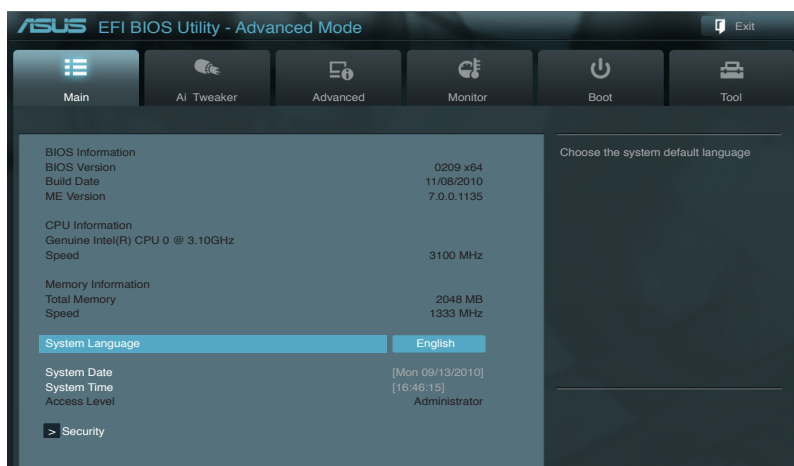 ASUS EFI BIOS Utility - Advanced Mode
Exit
Main
Ai Tweaker
Advanced
Monitor
Boot
Tool
BIOS Information
BIOS Version 0209 x64
Build Date 11/08/2010
ME Version 7.0.0.1135
CPU Information
Genuine Intel(R) CPU 0 @ 3.10GHz
Speed 3100 MHz
Memory Information
Total Memory 2048 MB
Speed 1333 MHz
System Language English
System Date [Mon 09/13/2010]
System Time [16:46:15]
Access Level Administrator
> Security
Choose the system default language